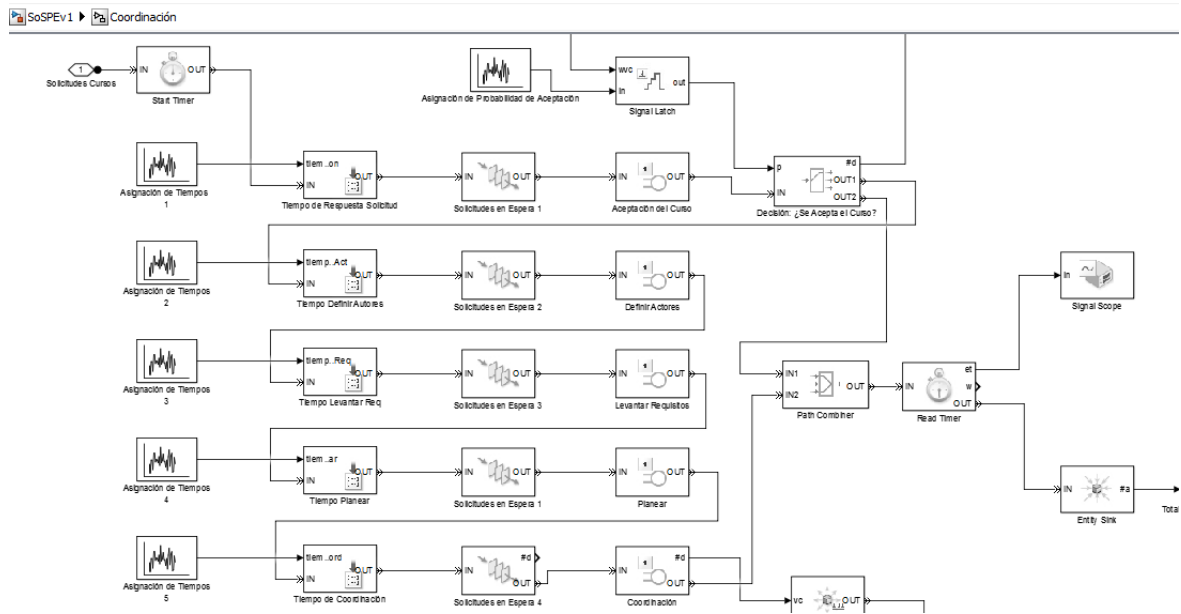 SoSPEv1 Coordinación
1
Solicitudes Cursos
IN OUT
Start Timer
Asignación de Probabilidad de Aceptación
wvc
in
out
Signal Latch
Asignación de Tiempos
1
tiem..on
IN
OUT
Tiempo de Respuesta Solicitud
IN OUT
Solicitudes en Espera 1
IN OUT
Aceptación del Curso
p
IN
#d
OUT1
OUT2
Decisión: ¿Se Acepta el Curso?
Asignación de Tiempos
2
tiemp..Act
IN
OUT
Tiempo Definir Autores
IN OUT
Solicitudes en Espera 2
IN OUT
Definir Actores
in
Signal Scope
Asignación de Tiempos
3
tiemp..Req
IN
OUT
Tiempo Levantar Req
IN OUT
Solicitudes en Espera 3
IN OUT
Levantar Requisitos
IN1
IN2
OUT
Path Combiner
IN
et
w
OUT
Read Timer
Asignación de Tiempos
4
tiem..ar
IN
OUT
Tiempo Planear
IN OUT
Solicitudes en Espera 1
IN OUT
Planear
IN #a
Entity Sink
Total
Asignación de Tiempos
5
tiem..ord
IN
OUT
Tiempo de Coordinación
IN
#d
OUT
Solicitudes en Espera 4
IN
#d
OUT
Coordinación
vc OUT